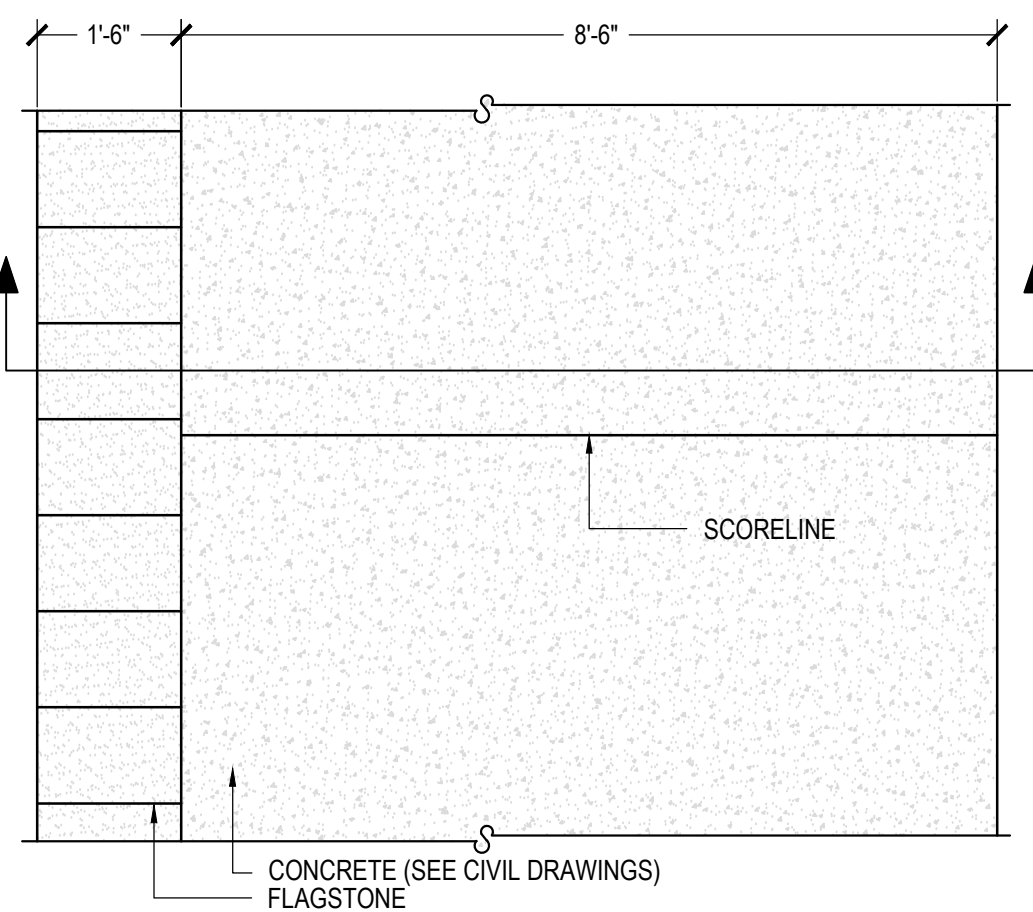 1'-6"
8'-6"
SCORELINE
CONCRETE (SEE CIVIL DRAWINGS)
FLAGSTONE